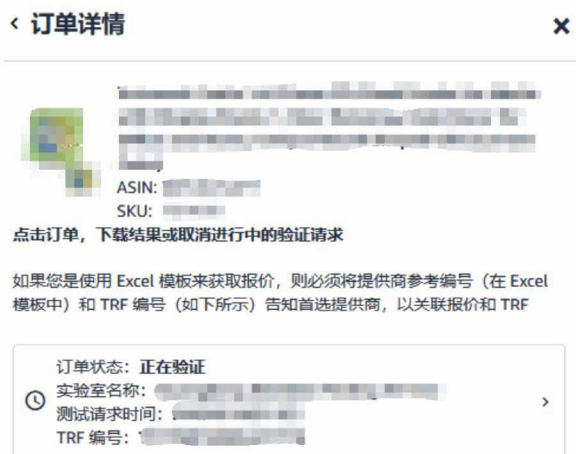 订单详情
ASIN:
SKU:
点击订单，下载结果或取消进行中的验证请求
如果您是使用 Excel 模板来获取报价，则必须将提供商参考编号（在 Excel
模板中）和 TRF 编号（如下所示）告知首选提供商，以关联报价和 TRF
订单状态：正在验证
实验室名称：
测试请求时间：
TRF 编号：